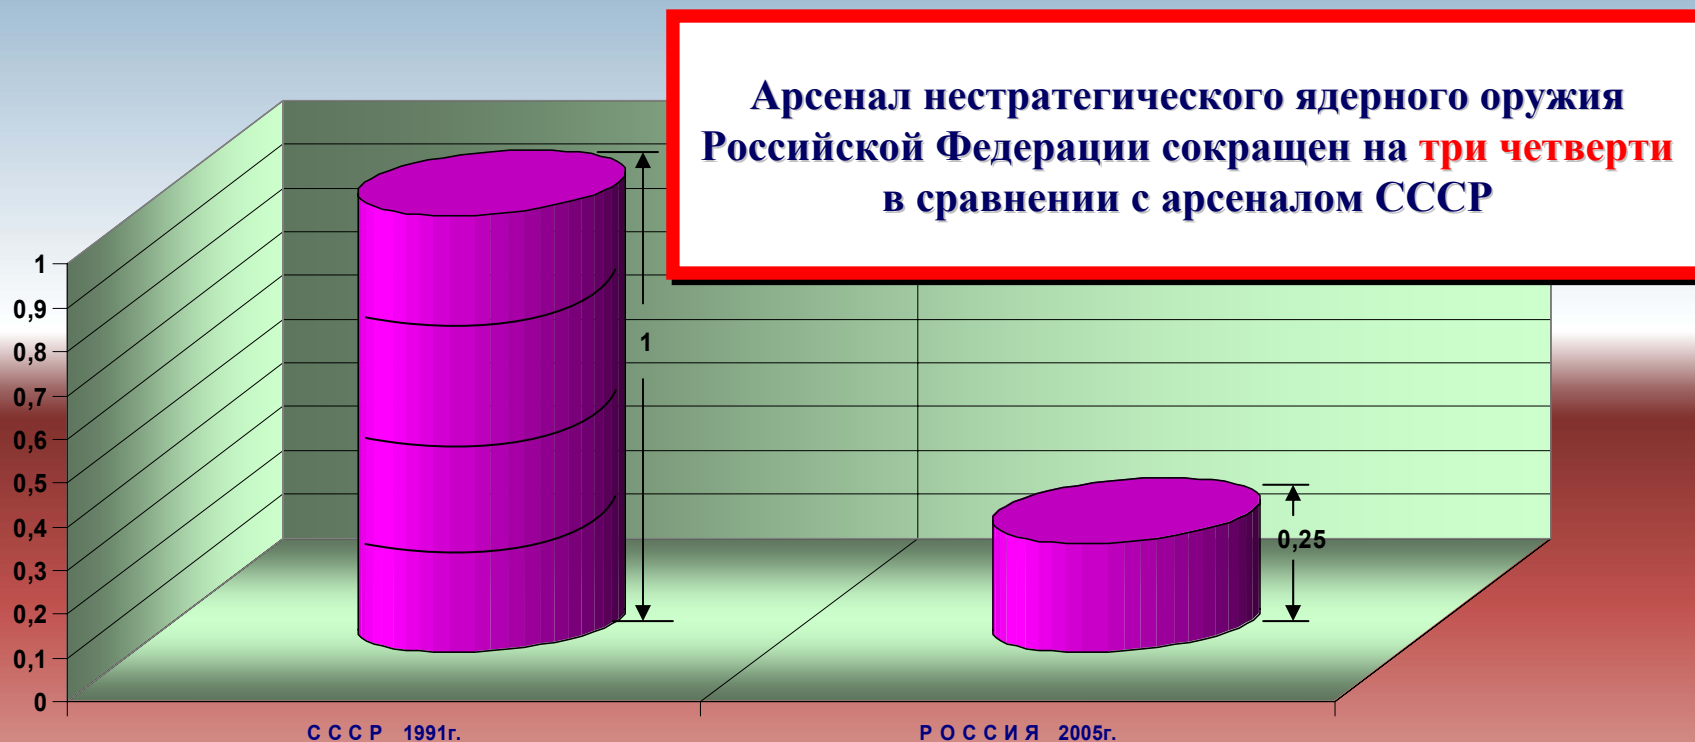 Арсенал нестратегического ядерного оружия
Российской Федерации сокращен на три четверти
в сравнении с арсеналом СССР
1
0,9
0,8
0,7
0,6
0,5
0,4
0,3
0,2
0,1
0
1
0,25
СССР 1991г.
РОССИЯ 2005г.